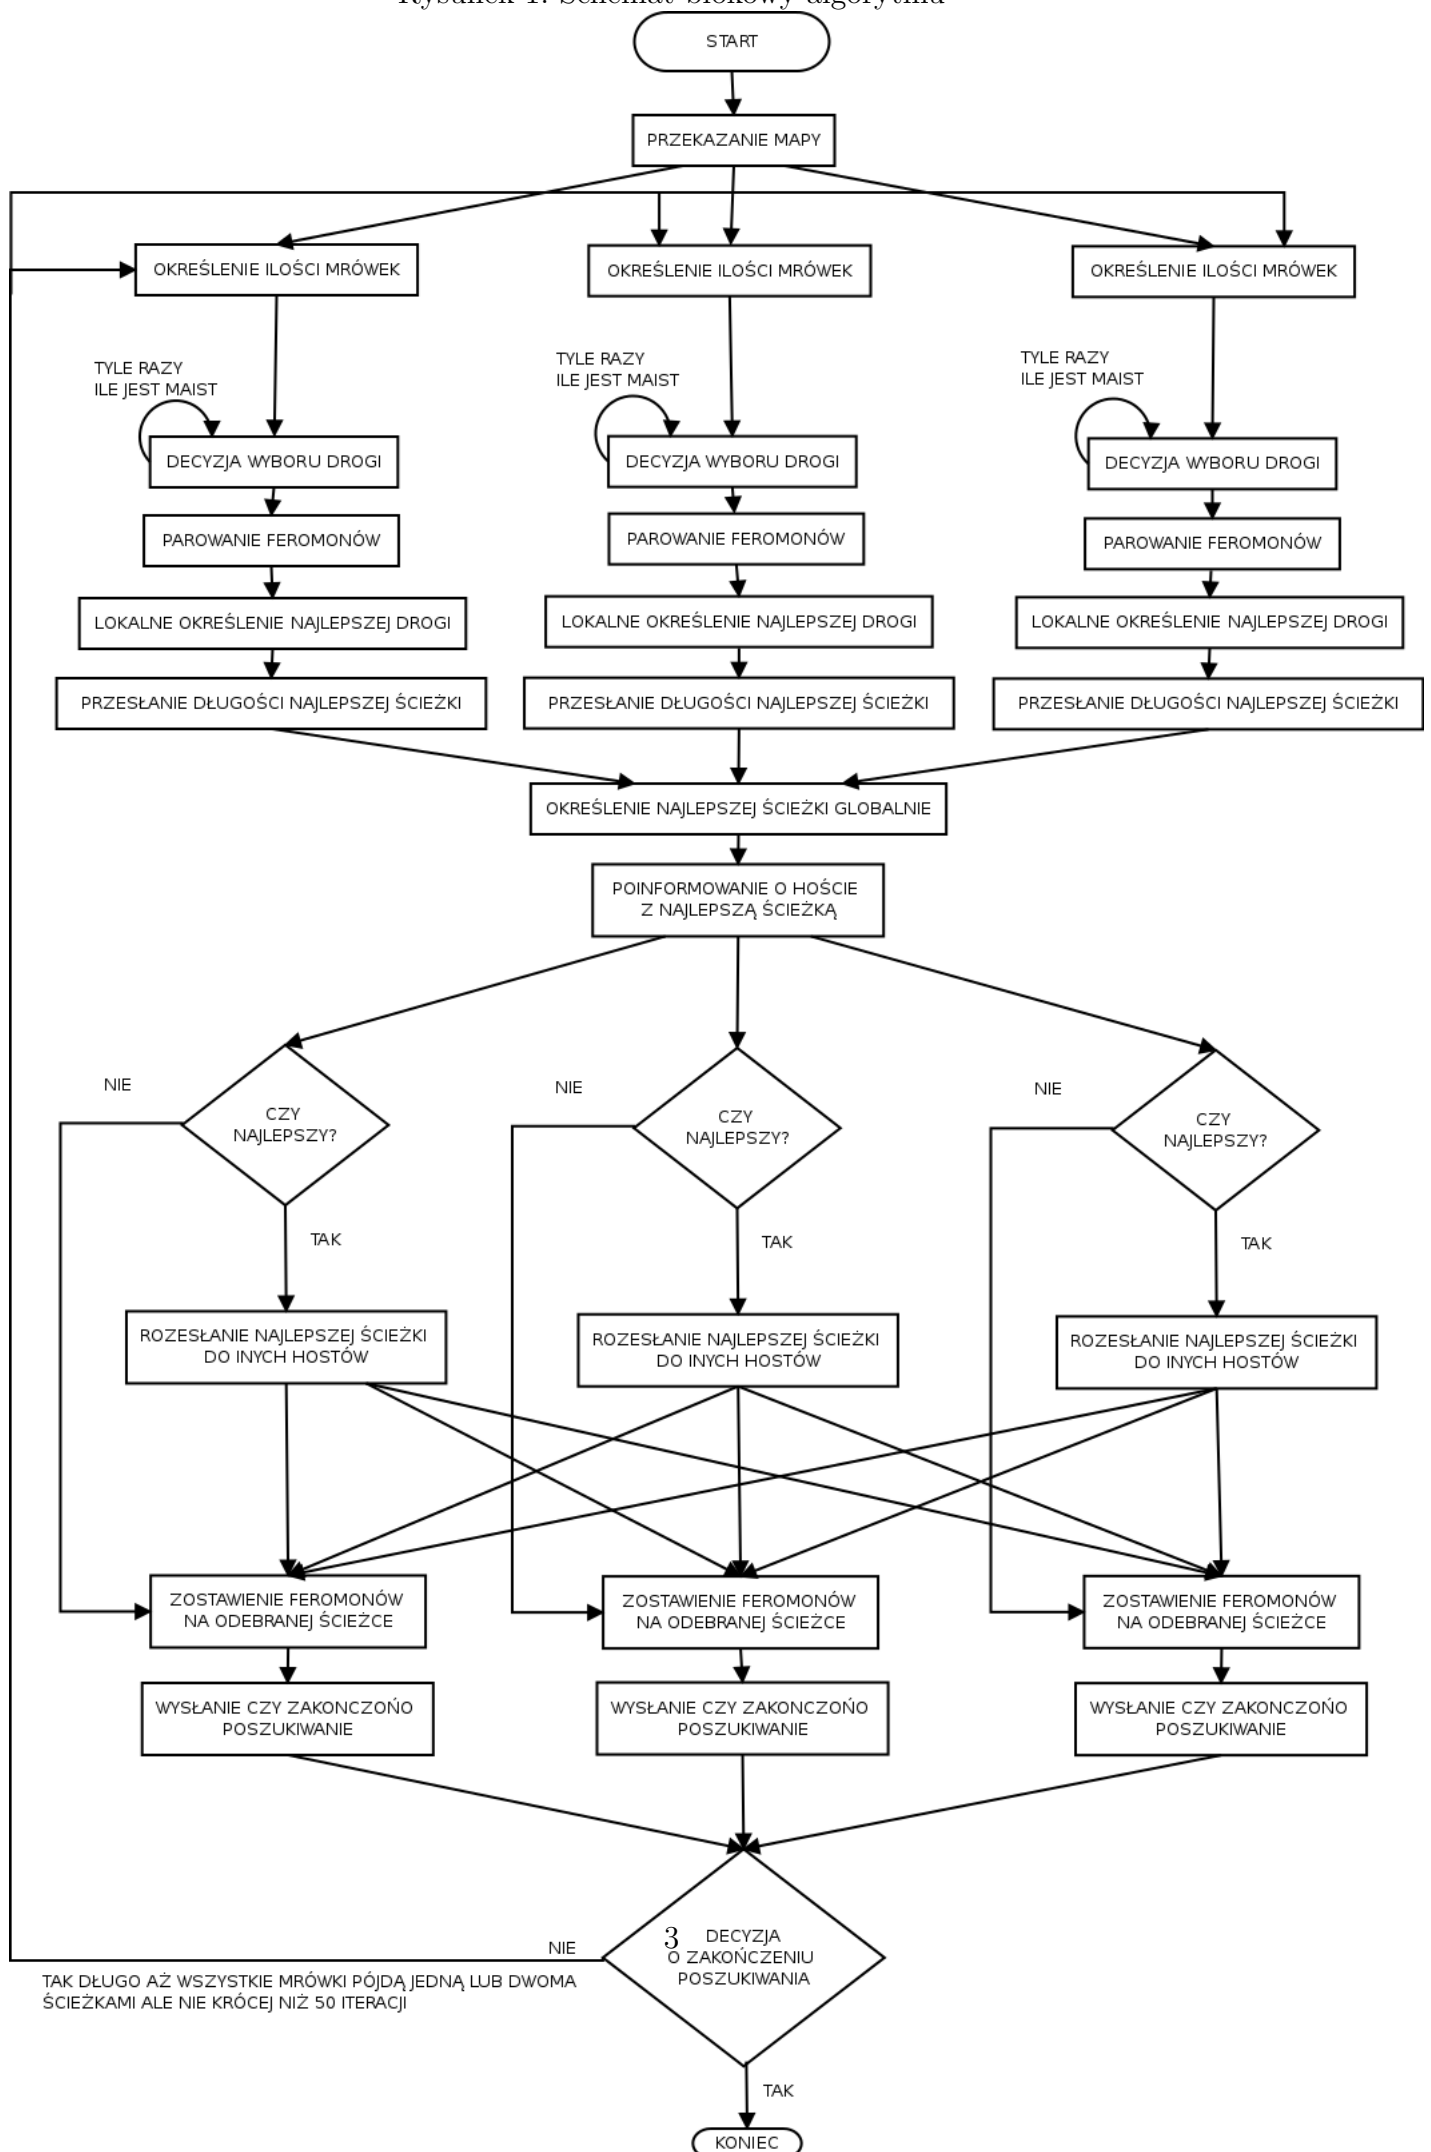 Rysunek 1: Schemat blokowy algorytmu
START
PRZEKAZANIE MAPY
OKREŚLENIE ILOŚCI MRÓWEK
OKREŚLENIE ILOŚCI MRÓWEK
OKREŚLENIE ILOŚCI MRÓWEK
TYLE RAZY
ILE JEST MAIST
TYLE RAZY
ILE JEST MAIST
TYLE RAZY
ILE JEST MAIST
DECYZJA WYBORU DROGI
DECYZJA WYBORU DROGI
DECYZJA WYBORU DROGI
PAROWANIE FEROMONÓW
PAROWANIE FEROMONÓW
PAROWANIE FEROMONÓW
LOKALNE OKREŚLENIE NAJLEPSZEJ DROGI
LOKALNE OKREŚLENIE NAJLEPSZEJ DROGI
LOKALNE OKREŚLENIE NAJLEPSZEJ DROGI
PRZESŁANIE DŁUGOŚCI NAJLEPSZEJ ŚCIEŻKI
PRZESŁANIE DŁUGOŚCI NAJLEPSZEJ ŚCIEŻKI
PRZESŁANIE DŁUGOŚCI NAJLEPSZEJ ŚCIEŻKI
OKREŚLENIE NAJLEPSZEJ ŚCIEŻKI GLOBALNIE
POINFORMOWANIE O HOŚCIE
Z NAJLEPSZĄ ŚCIEŻKĄ
NIE
CZY
NAJLEPSZY?
TAK
NIE
CZY
NAJLEPSZY?
TAK
NIE
CZY
NAJLEPSZY?
TAK
ROZESŁANIE NAJLEPSZEJ ŚCIEŻKI
DO INYCH HOSTÓW
ROZESŁANIE NAJLEPSZEJ ŚCIEŻKI
DO INYCH HOSTÓW
ROZESŁANIE NAJLEPSZEJ ŚCIEŻKI
DO INYCH HOSTÓW
ZOSTAWIENIE FEROMONÓW
NA ODEBRANEJ ŚCIEŻCE
ZOSTAWIENIE FEROMONÓW
NA ODEBRANEJ ŚCIEŻCE
ZOSTAWIENIE FEROMONÓW
NA ODEBRANEJ ŚCIEŻCE
WYSŁANIE CZY ZAKONCZOŃO
POSZUKIWANIE
WYSŁANIE CZY ZAKONCZOŃO
POSZUKIWANIE
WYSŁANIE CZY ZAKONCZOŃO
POSZUKIWANIE
3
DECYZJA
O ZAKOŃCZENIU
POSZUKIWANIA
NIE
TAK DŁUGO AŻ WSZYSTKIE MRÓWKI PÓJDĄ JEDNĄ LUB DWOMA
ŚCIEŻKAMI ALE NIE KRÓCEJ NIŻ 50 ITERACJI
TAK
KONIEC